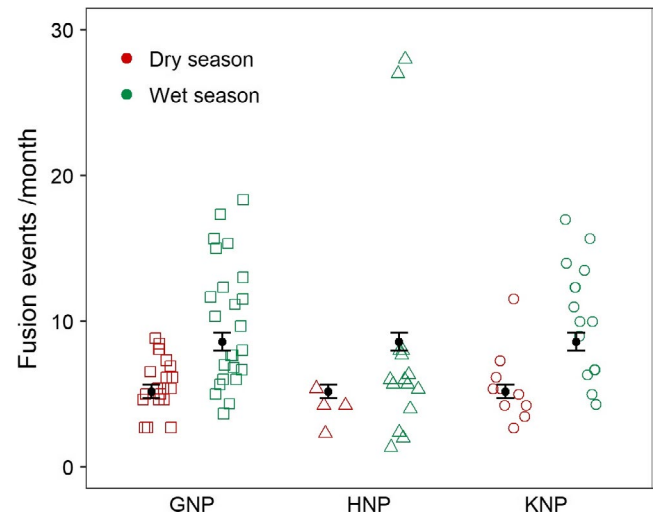 Fusion events /month
30
20
10
0
Dry season
Wet season
GNP
HNP
KNP